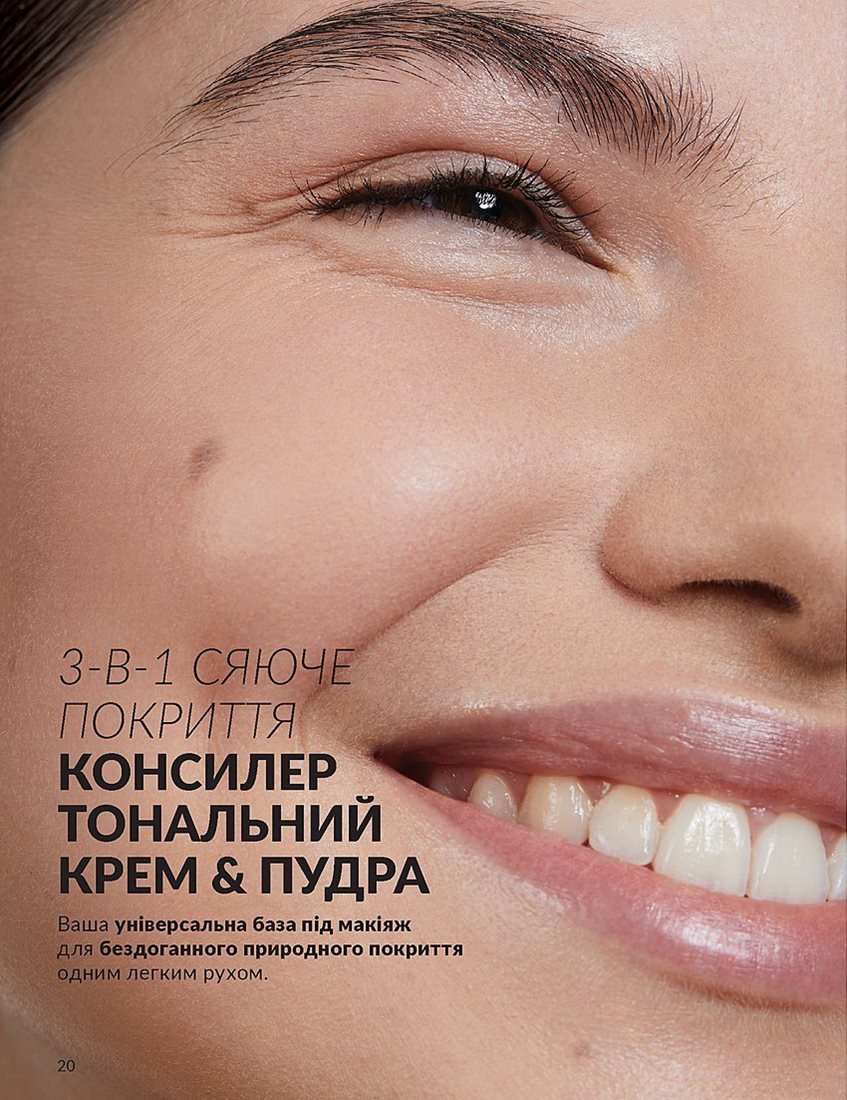 3-В-1 СЯЮЧЕ
ПОКРИТТЯ
КОНСИЛЕР
ТОНАЛЬНИЙ
КРЕМ & ПУДРА
Ваша універсальна база під макіяж
для бездоганного природного покриття
одним легким рухом.
20